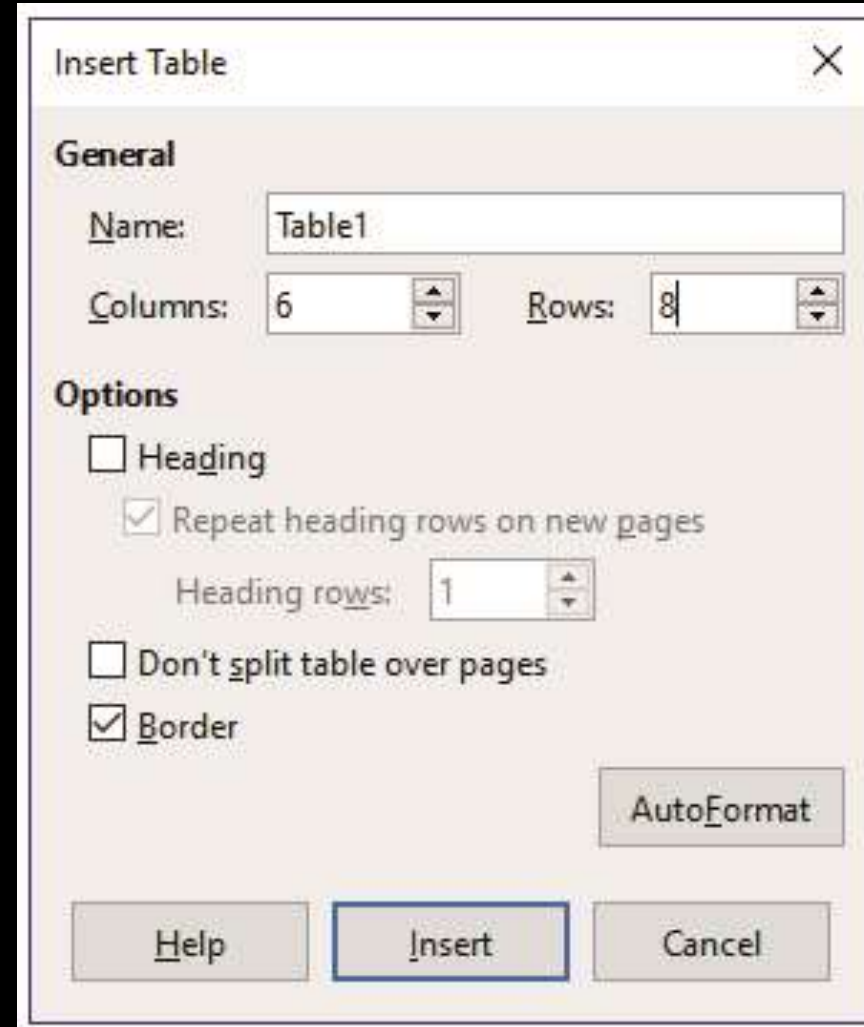 Insert Table
General
Name: Table1
Columns: 6 Rows: 8
Options
Heading
Repeat heading rows on new pages
Heading rows: 1
Don't split table over pages
Border
AutoFormat
Help Insert Cancel